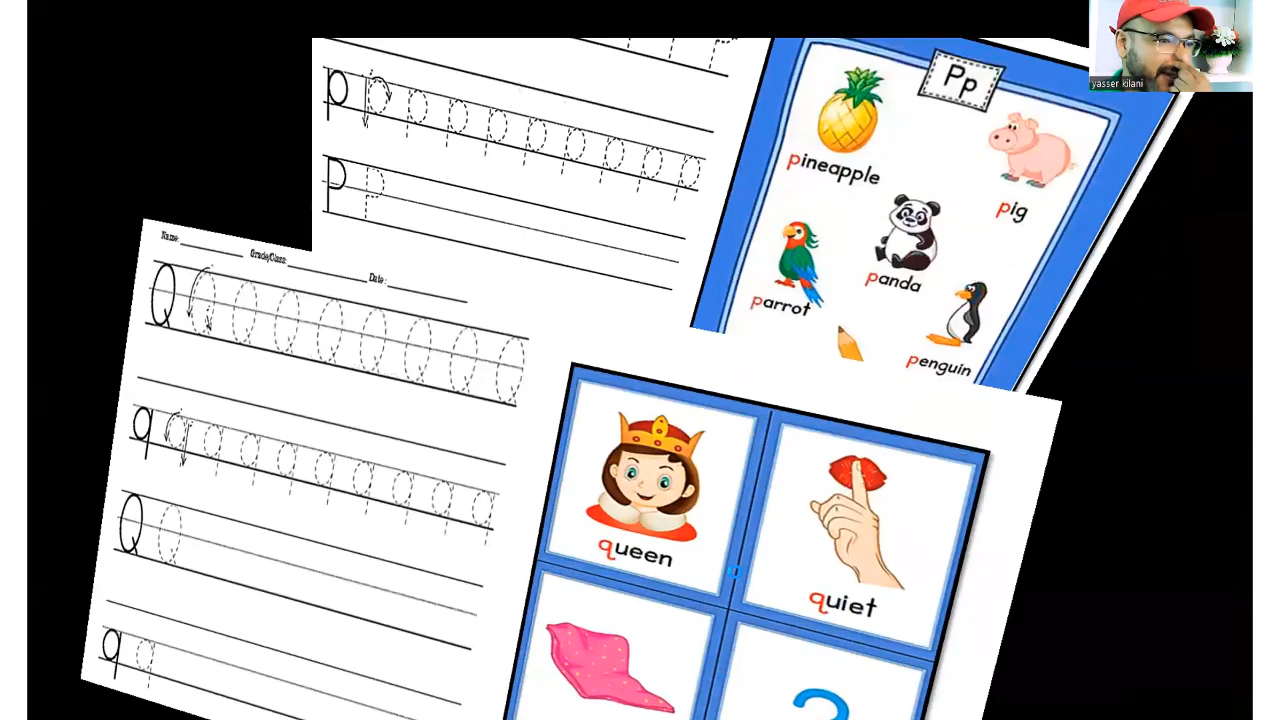 yasser kilani
P
p p p p p p p p p p
P P
Pp
pineapple
pig
panda
parrot
penguin
Name:
Grade/Class:
Date:
Q Q Q Q Q Q Q Q Q Q
q q q q q q q q q q
Q Q
q q
queen
quiet
?